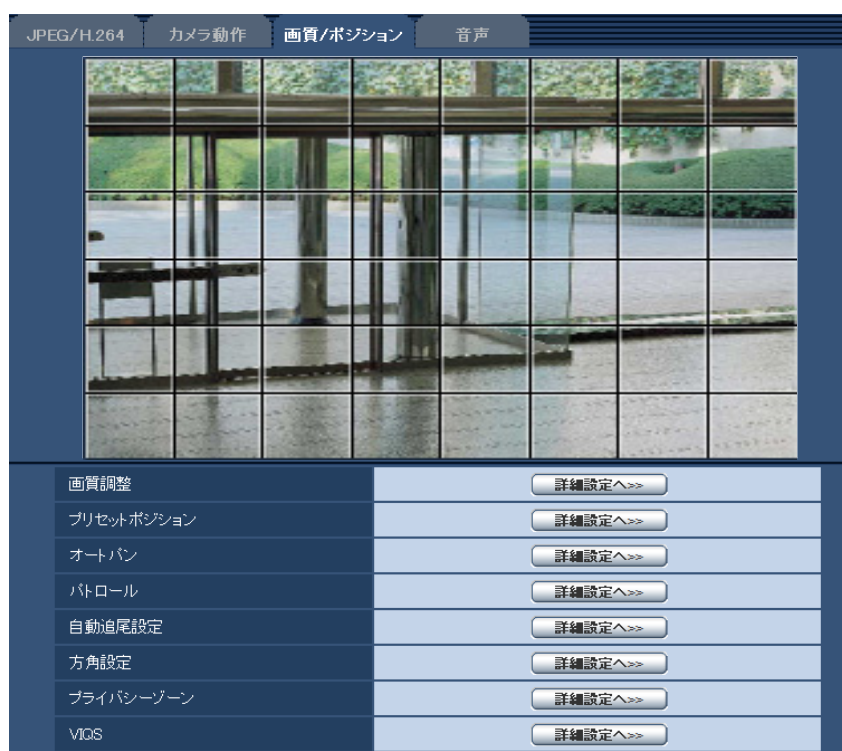 JPEG/H.264 カメラ動作 画質/ポジション 音声
画質調整 詳細設定へ>>
プリセットポジション 詳細設定へ>>
オートパン 詳細設定へ>>
パトロール 詳細設定へ>>
自動追尾設定 詳細設定へ>>
方角設定 詳細設定へ>>
プライバシーゾーン 詳細設定へ>>
VIQS 詳細設定へ>>